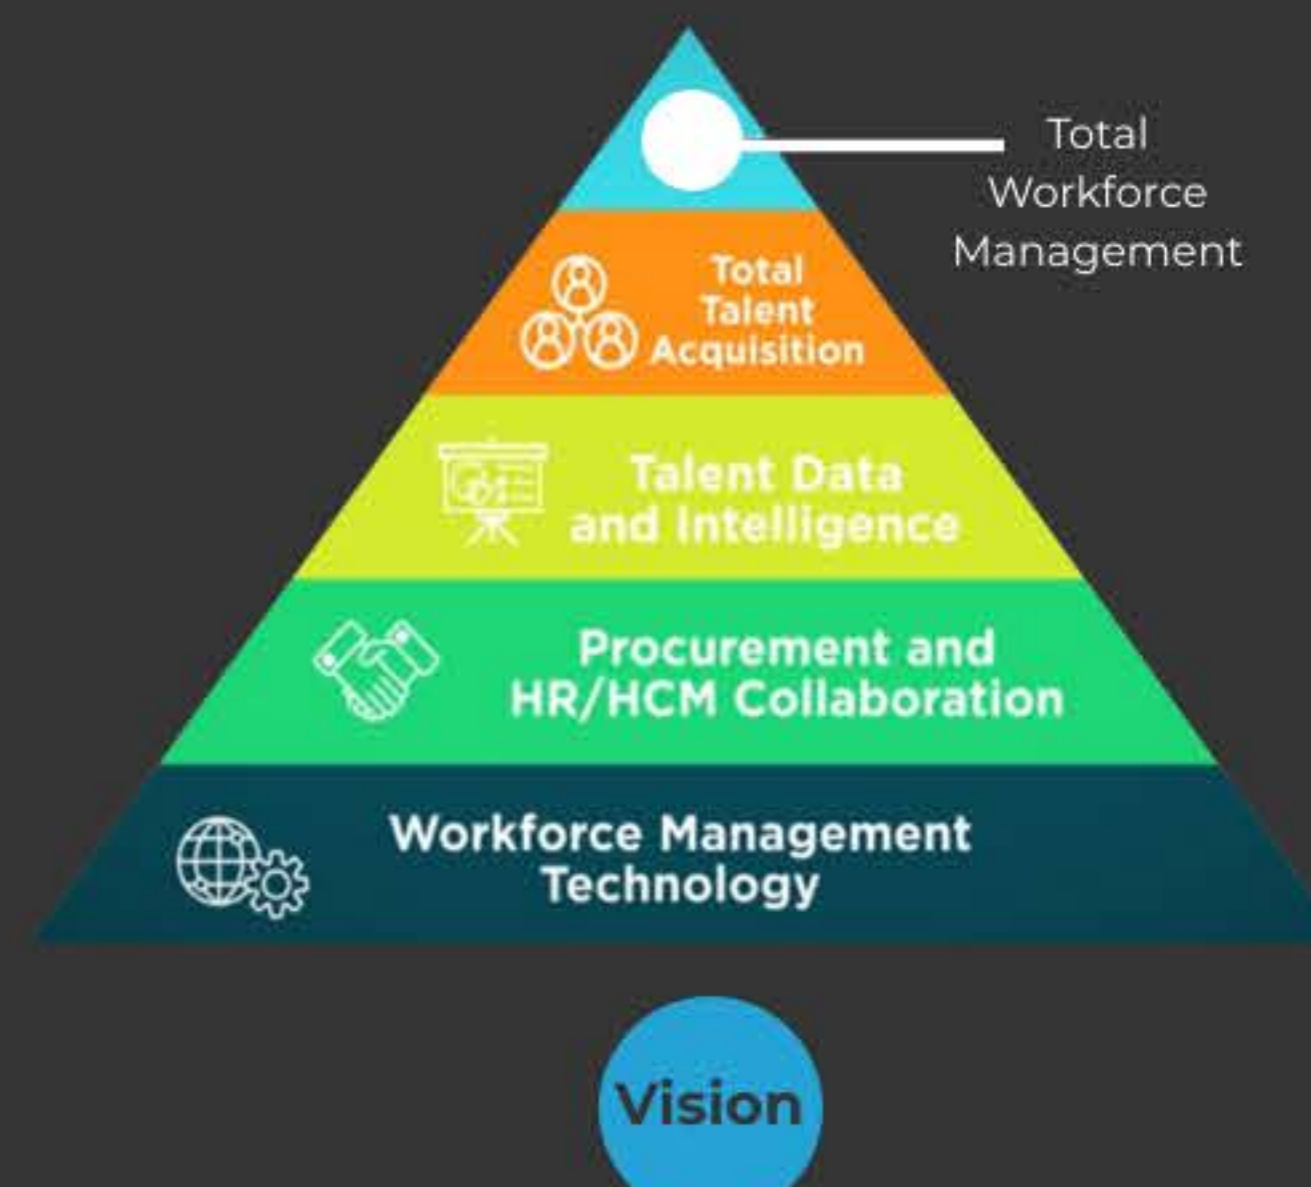 Total
Workforce
Management
Total
Talent
Acquisition
Talent Data
and Intelligence
Procurement and
HR/HCM Collaboration
Workforce Management
Technology
Vision